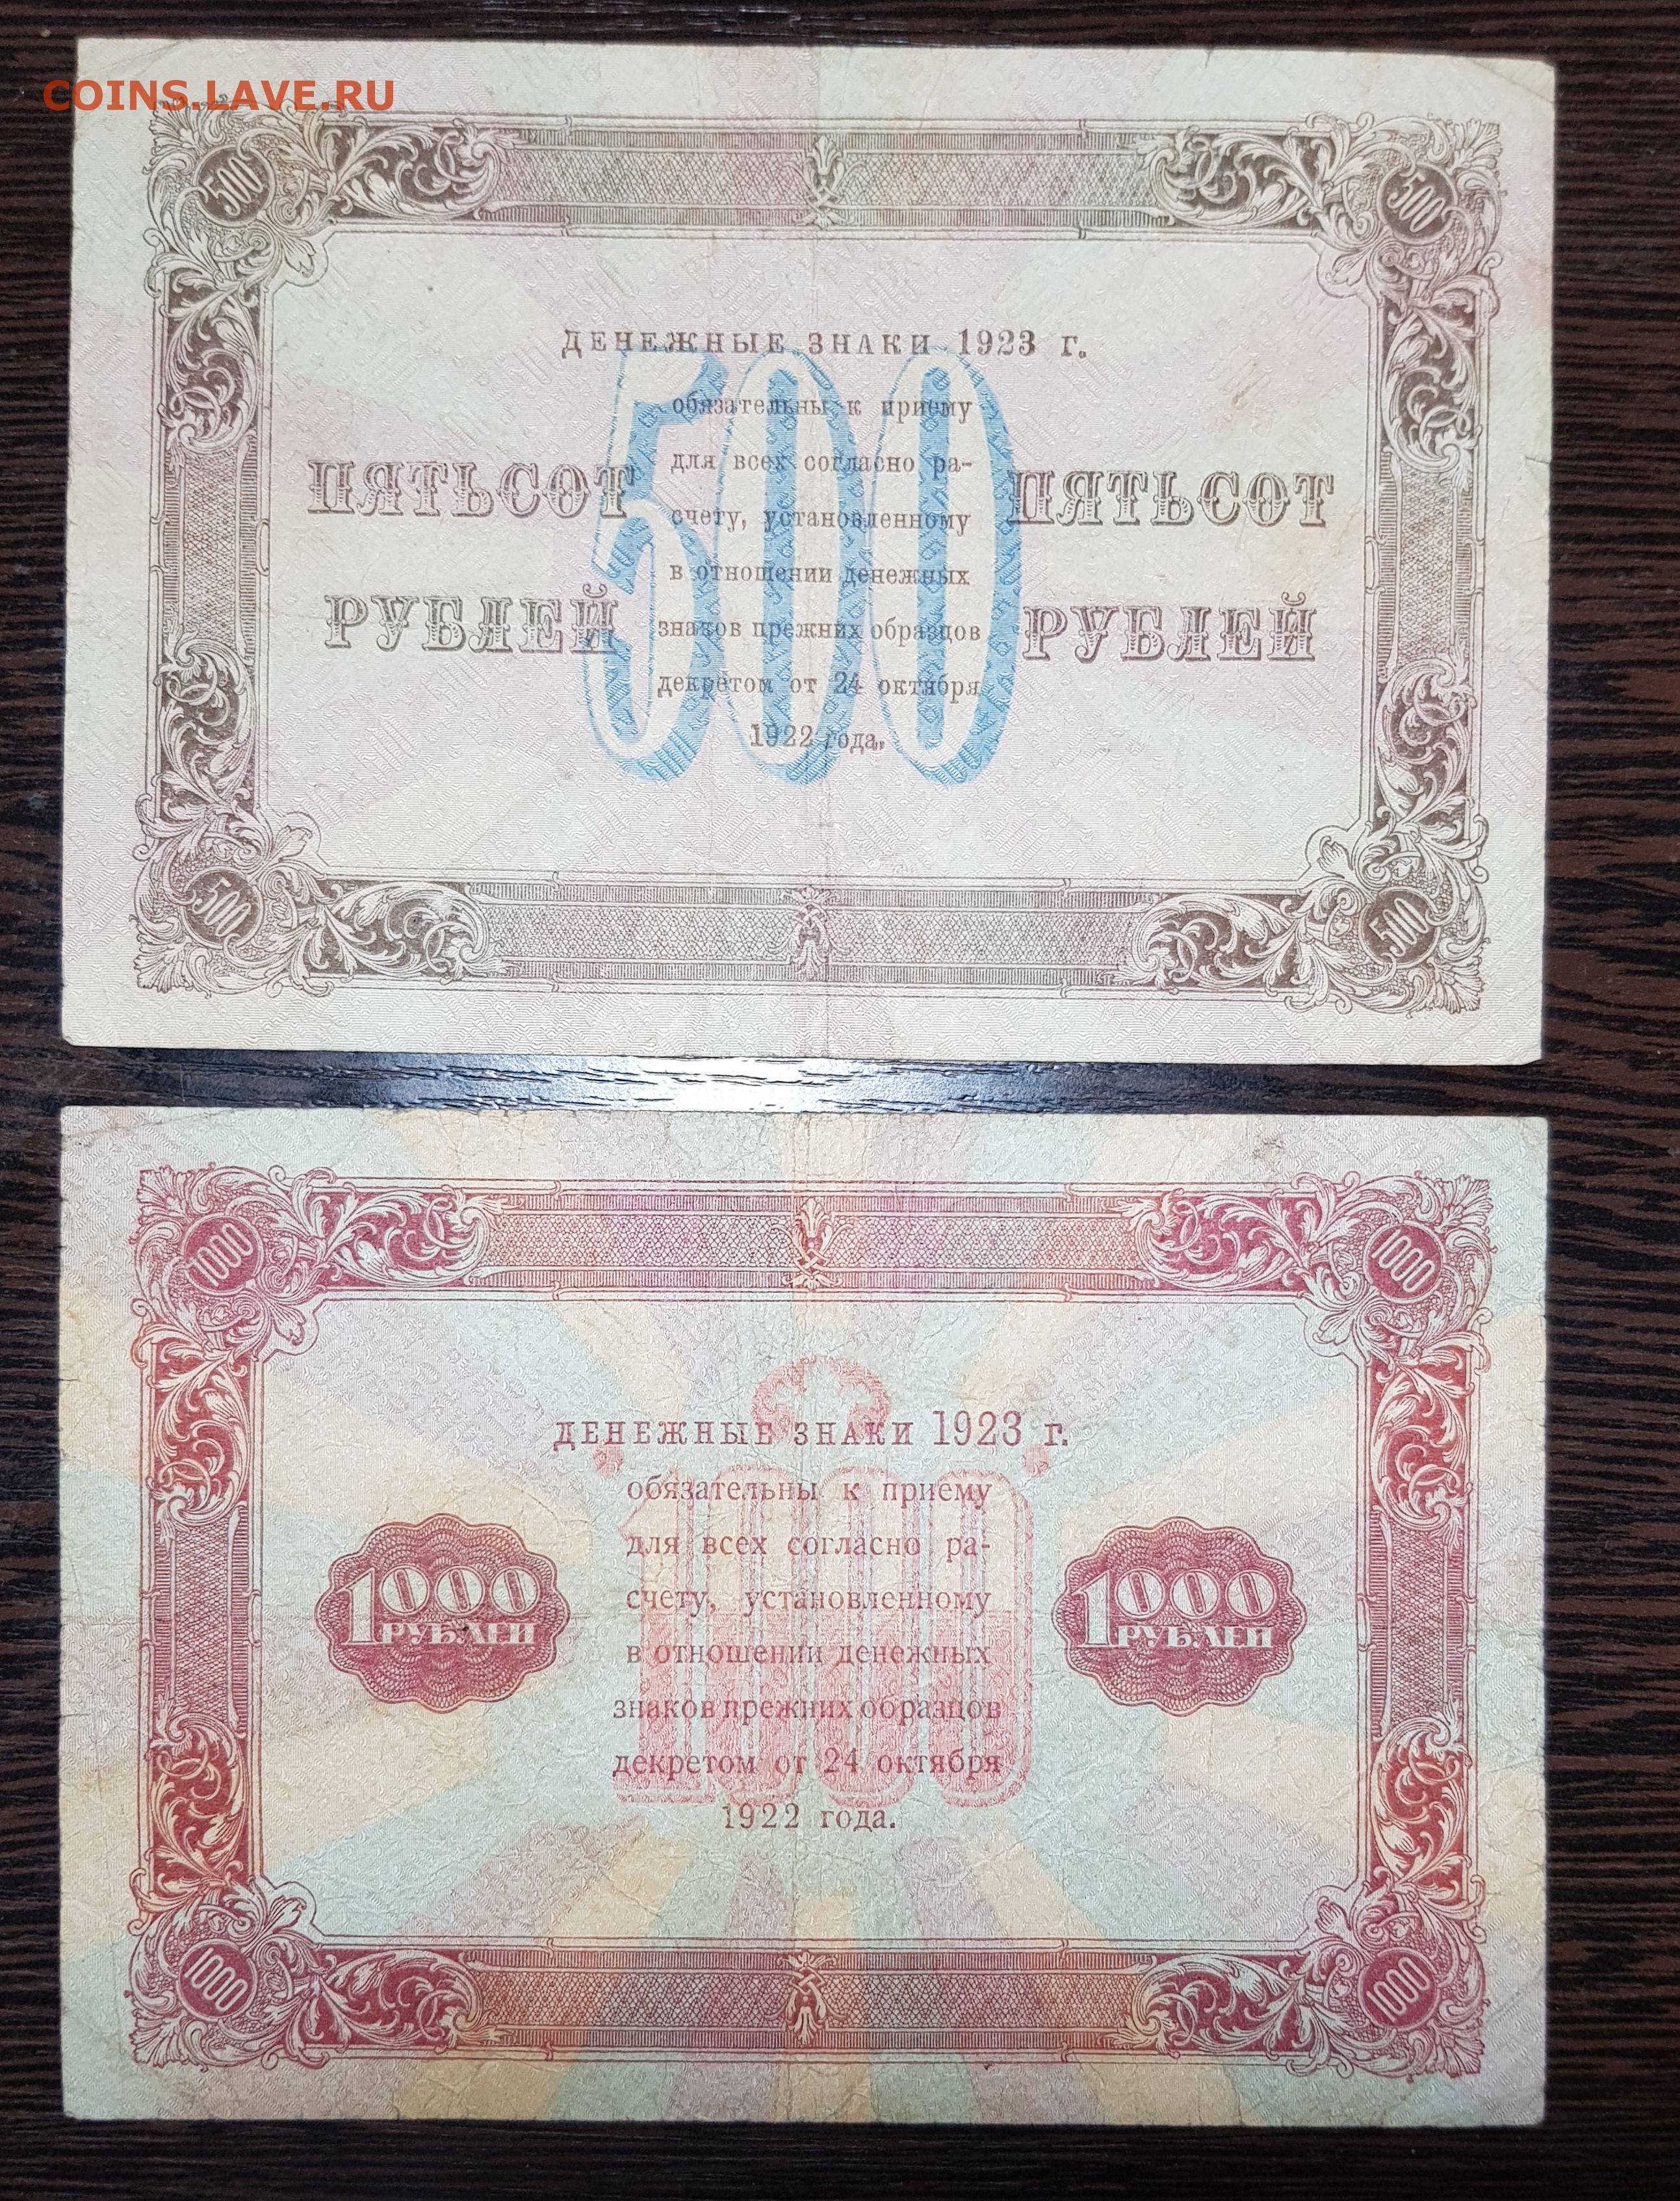 COINS.LAVE.RU
500 500
ДЕНЕЖНЫЕ ЗНАКИ 1923 г.
500
обязательны к приему
для всех согласно ра-
счету, установленному
в отношении денежных
знаков прежних образцов
декретом от 24 октября
1922 года.
ПЯТЬСОТ
РУБЛЕЙ
ПЯТЬСОТ
РУБЛЕЙ
500 500
1000 1000
ДЕНЕЖНЫЕ ЗНАКИ 1923 г.
1000
обязательны к приему
для всех согласно ра-
счету, установленному
в отношении денежных
знаков прежних образцов
декретом от 24 октября
1922 года.
1000
РУБЛЕЙ
1000
РУБЛЕЙ
1000 1000